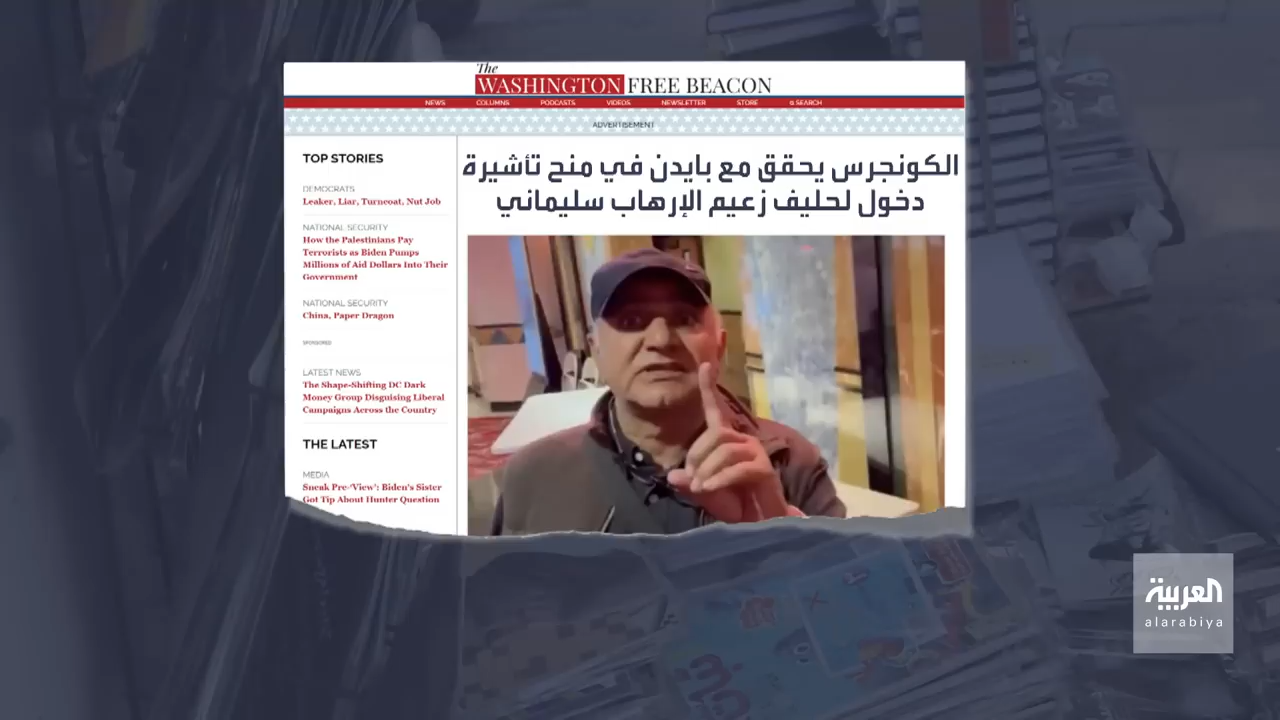 The
WASHINGTON FREE BEACON
NEWS COLUMNS PODCASTS VIDEOS NEWSLETTER STORE SEARCH
ADVERTISEMENT
TOP STORIES
DEMOCRATS
Leaker, Liar, Turncoat, Nut Job
NATIONAL SECURITY
How the Palestinians Pay
Terrorists as Biden Pumps
Millions of Aid Dollars Into Their
Government
NATIONAL SECURITY
China, Paper Dragon
SPONSORED
LATEST NEWS
The Shape-Shifting DC Dark
Money Group Disguising Liberal
Campaigns Across the Country
THE LATEST
MEDIA
Sneak Pre-'View': Biden's Sister
Got Tip About Hunter Question
الكونجرس يحقق مع بايدن في منح تأشيرة
دخول لحليف زعيم الإرهاب سليماني
العربية
alarabiya